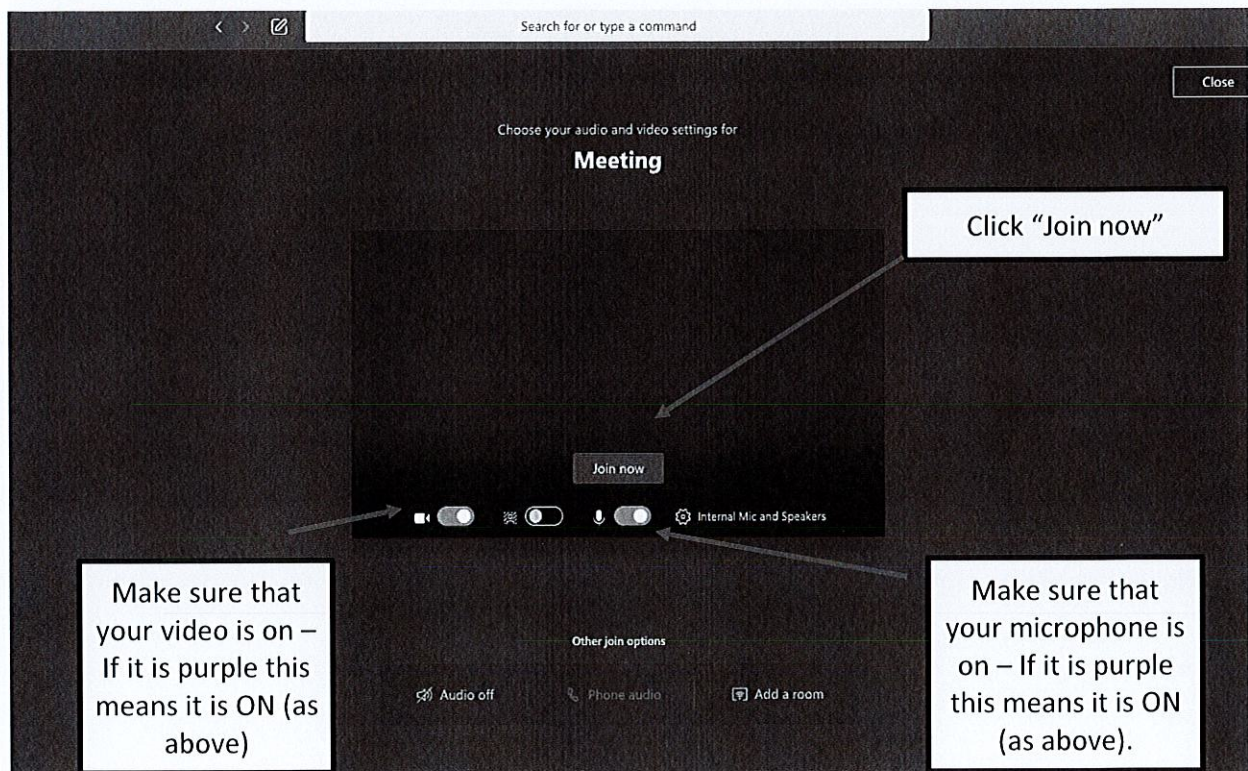 Search for or type a command
Close
Choose your audio and video settings for
Meeting
Click “Join now”
Join now
Internal Mic and Speakers
Make sure that
your video is on –
If it is purple this
means it is ON (as
above)
Make sure that
your microphone is
on – If it is purple
this means it is ON
(as above).
Other join options
Audio off
Phone audio
Add a room